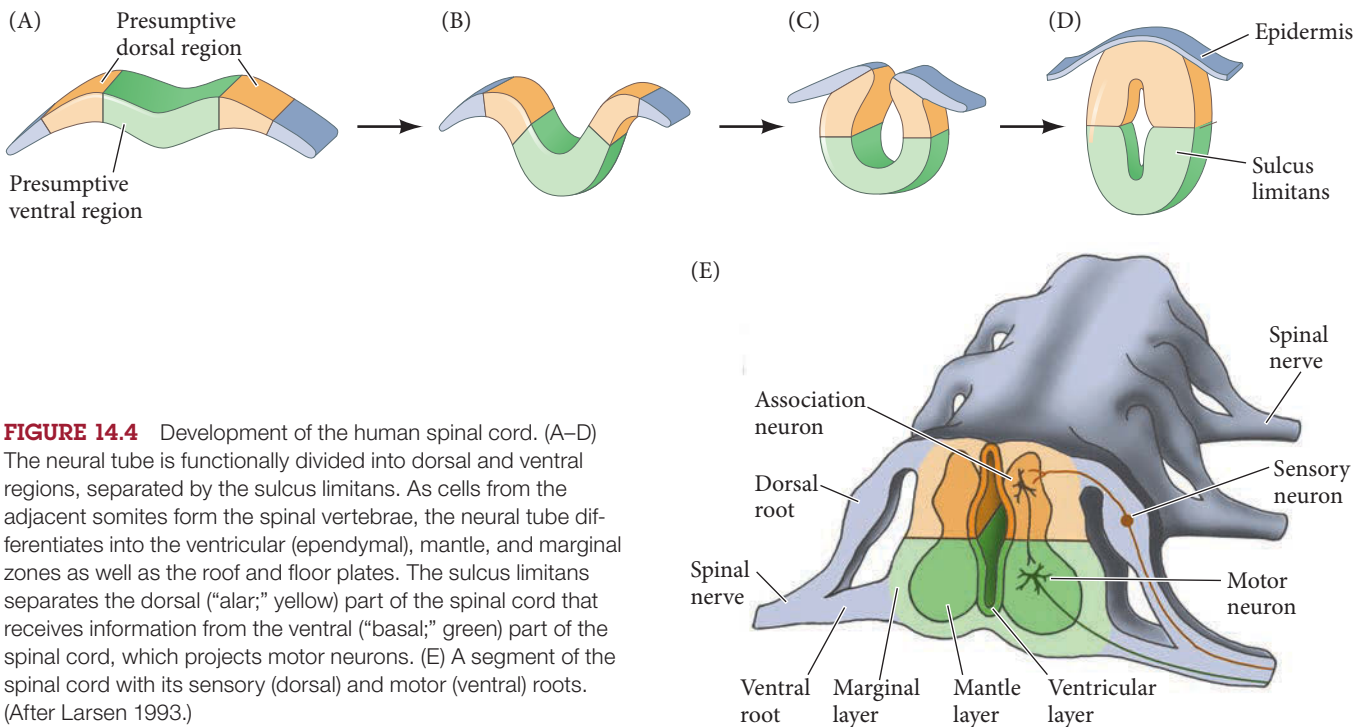 (A)
Presumptive
dorsal region
Presumptive
ventral region
(B)
(C)
(D)
Epidermis
Sulcus
limitans
(E)
Association
neuron
Dorsal
root
Spinal
nerve
Ventral
root
Marginal
layer
Mantle
layer
Ventricular
layer
Spinal
nerve
Sensory
neuron
Motor
neuron
FIGURE 14.4 Development of the human spinal cord. (A–D)
The neural tube is functionally divided into dorsal and ventral
regions, separated by the sulcus limitans. As cells from the
adjacent somites form the spinal vertebrae, the neural tube dif-
ferentiates into the ventricular (ependymal), mantle, and marginal
zones as well as the roof and floor plates. The sulcus limitans
separates the dorsal (“alar;” yellow) part of the spinal cord that
receives information from the ventral (“basal;” green) part of the
spinal cord, which projects motor neurons. (E) A segment of the
spinal cord with its sensory (dorsal) and motor (ventral) roots.
(After Larsen 1993.)